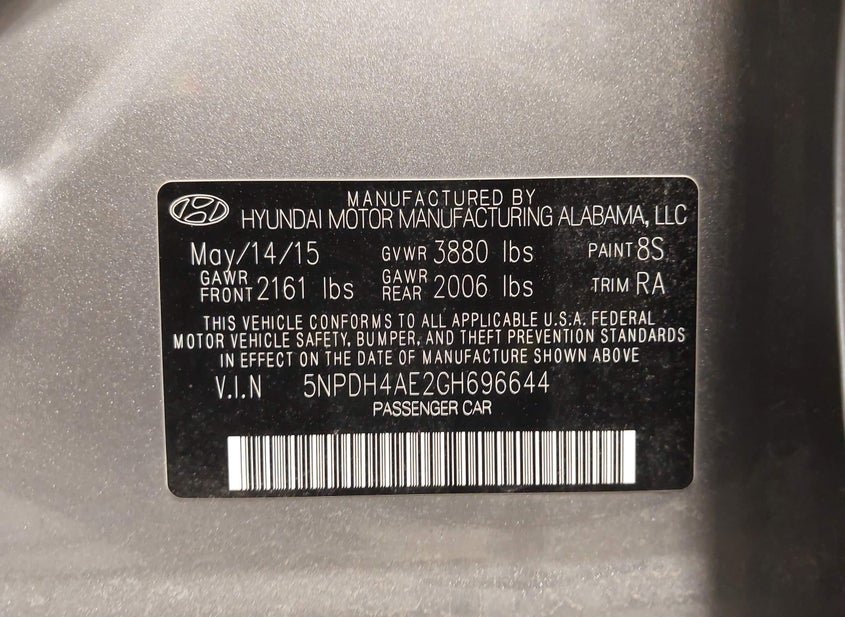 MANUFACTURED BY
HYUNDAI MOTOR MANUFACTURING ALABAMA, LLC
May/14/15 GVWR 3880 lbs PAINT 8S
GAWR FRONT 2161 lbs GAWR REAR 2006 lbs TRIM RA
THIS VEHICLE CONFORMS TO ALL APPLICABLE U.S.A. FEDERAL
MOTOR VEHICLE SAFETY, BUMPER, AND THEFT PREVENTION STANDARDS
IN EFFECT ON THE DATE OF MANUFACTURE SHOWN ABOVE
V.I.N 5NPDH4AE2GH696644
PASSENGER CAR